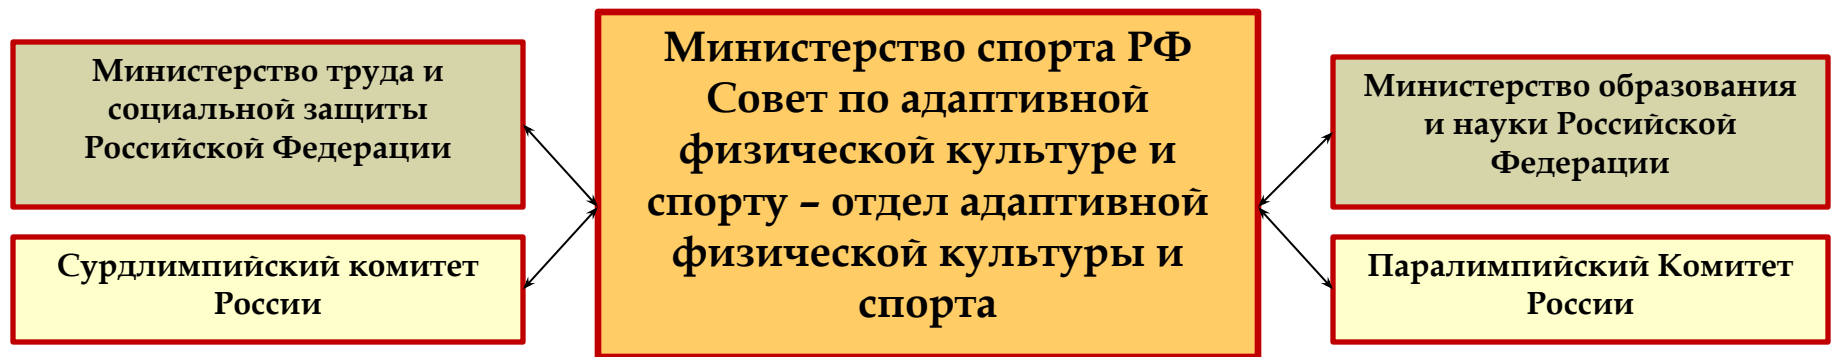 Министерство труда и
социальной защиты
Российской Федерации
Сурдлимпийский комитет
России
Министерство спорта РФ
Совет по адаптивной
физической культуре и
спорту – отдел адаптивной
физической культуры и
спорта
Министерство образования
и науки Российской
Федерации
Паралимпийский Комитет
России